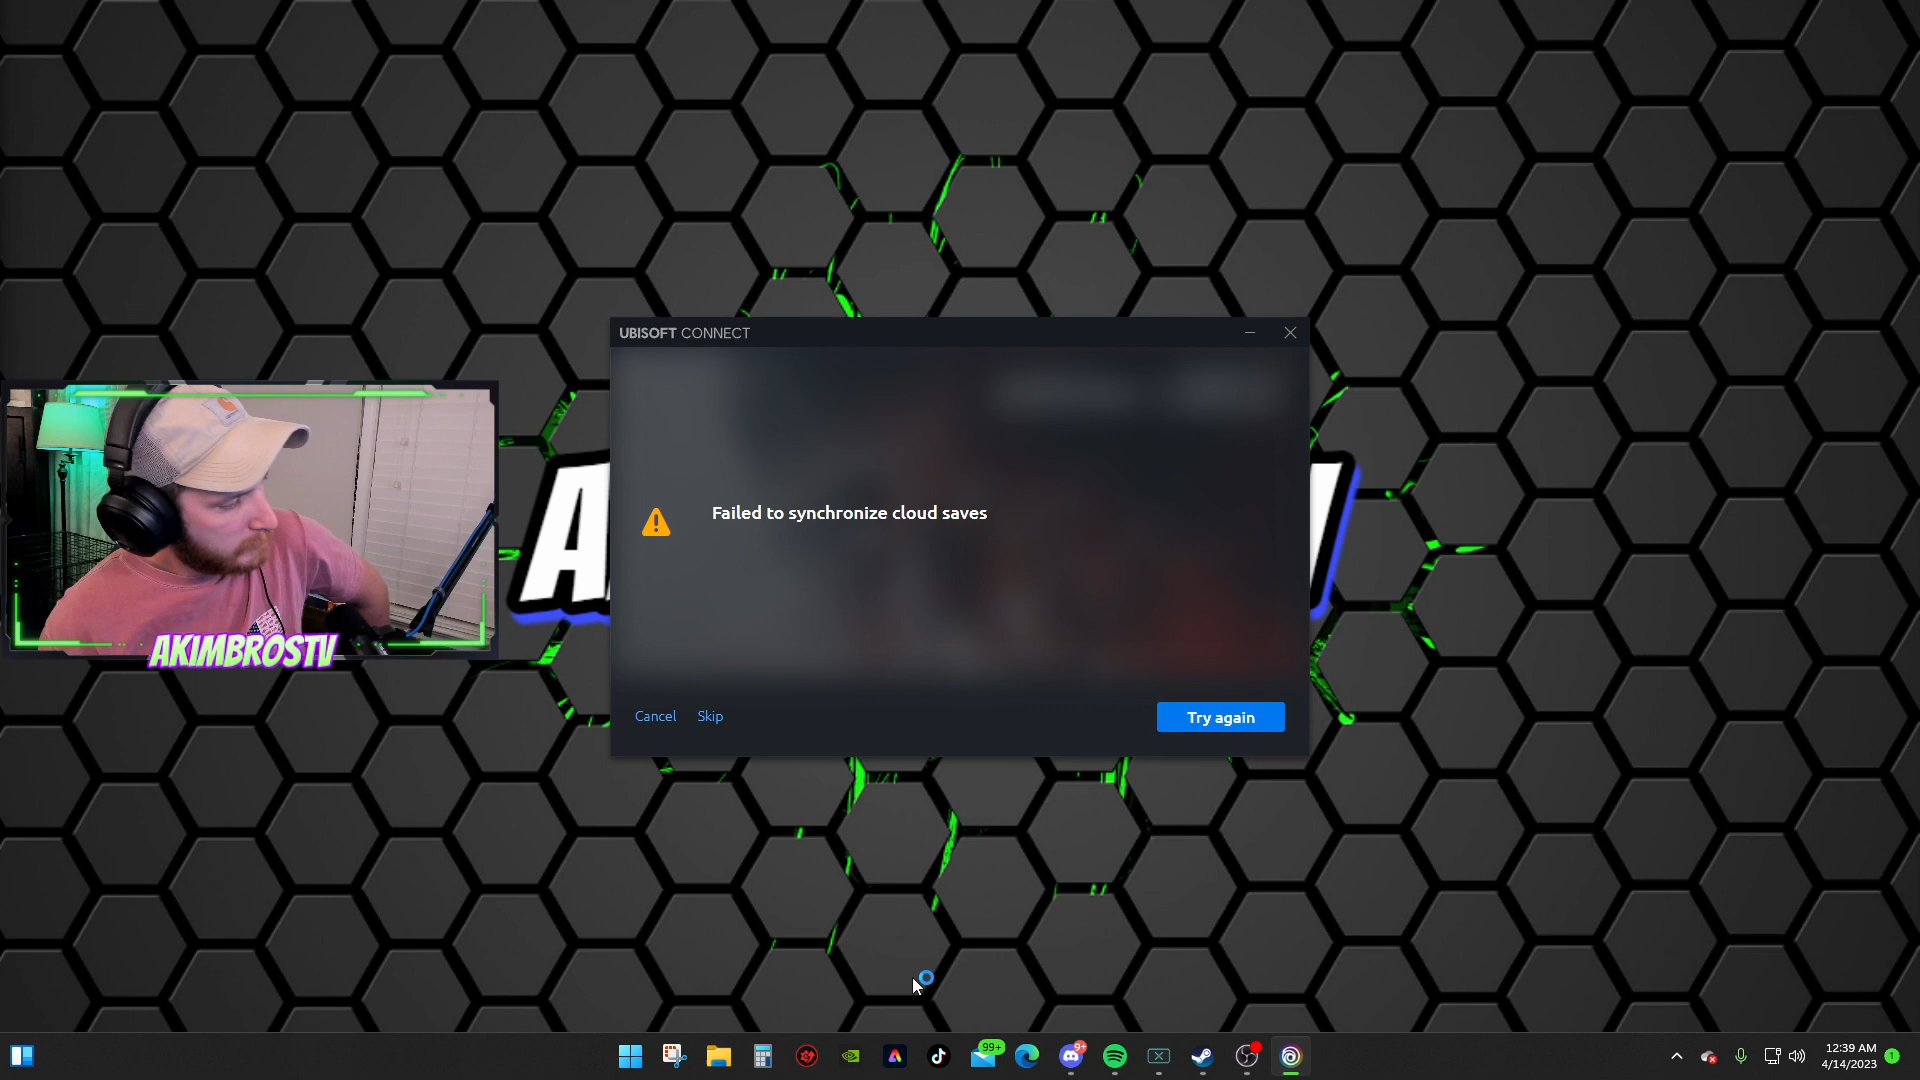 UBISOFT CONNECT
Failed to synchronize cloud saves
AKIMBROSTV
Cancel Skip
Try again
99+
9+
12:39 AM
4/14/2023
1